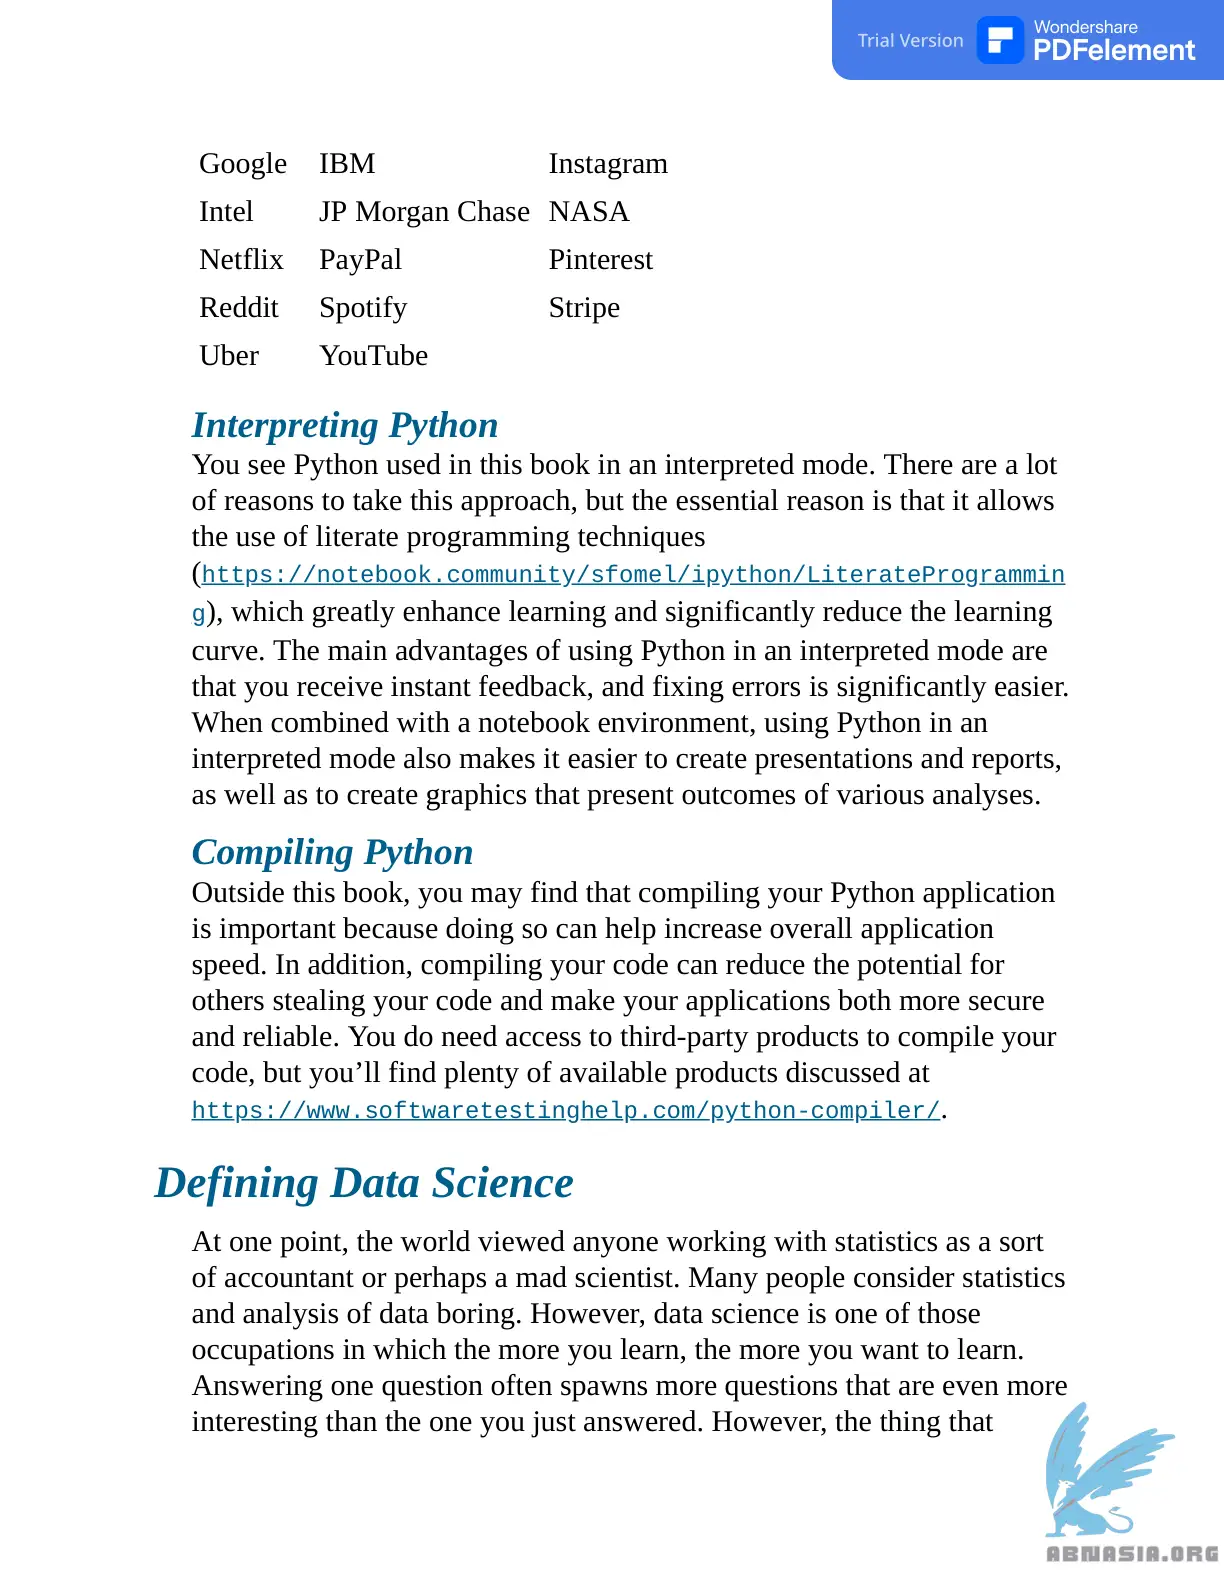 Trial Version
Wondershare
PDFelement
Google IBM Instagram
Intel JP Morgan Chase NASA
Netflix PayPal Pinterest
Reddit Spotify Stripe
Uber YouTube
Interpreting Python
You see Python used in this book in an interpreted mode. There are a lot
of reasons to take this approach, but the essential reason is that it allows
the use of literate programming techniques
(https://notebook.community/sfomel/ipython/LiterateProgrammin
g), which greatly enhance learning and significantly reduce the learning
curve. The main advantages of using Python in an interpreted mode are
that you receive instant feedback, and fixing errors is significantly easier.
When combined with a notebook environment, using Python in an
interpreted mode also makes it easier to create presentations and reports,
as well as to create graphics that present outcomes of various analyses.
Compiling Python
Outside this book, you may find that compiling your Python application
is important because doing so can help increase overall application
speed. In addition, compiling your code can reduce the potential for
others stealing your code and make your applications both more secure
and reliable. You do need access to third-party products to compile your
code, but you’ll find plenty of available products discussed at
https://www.softwaretestinghelp.com/python-compiler/.
Defining Data Science
At one point, the world viewed anyone working with statistics as a sort
of accountant or perhaps a mad scientist. Many people consider statistics
and analysis of data boring. However, data science is one of those
occupations in which the more you learn, the more you want to learn.
Answering one question often spawns more questions that are even more
interesting than the one you just answered. However, the thing that
ABNASIA.ORG